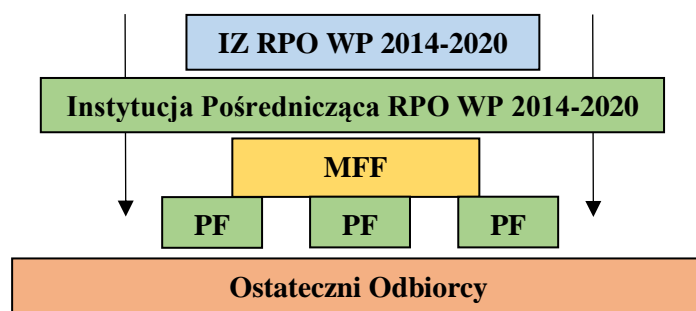 IZ RPO WP 2014-2020
Instytucja Pośrednicząca RPO WP 2014-2020
MFF
PF PF PF
Ostateczni Odbiorcy